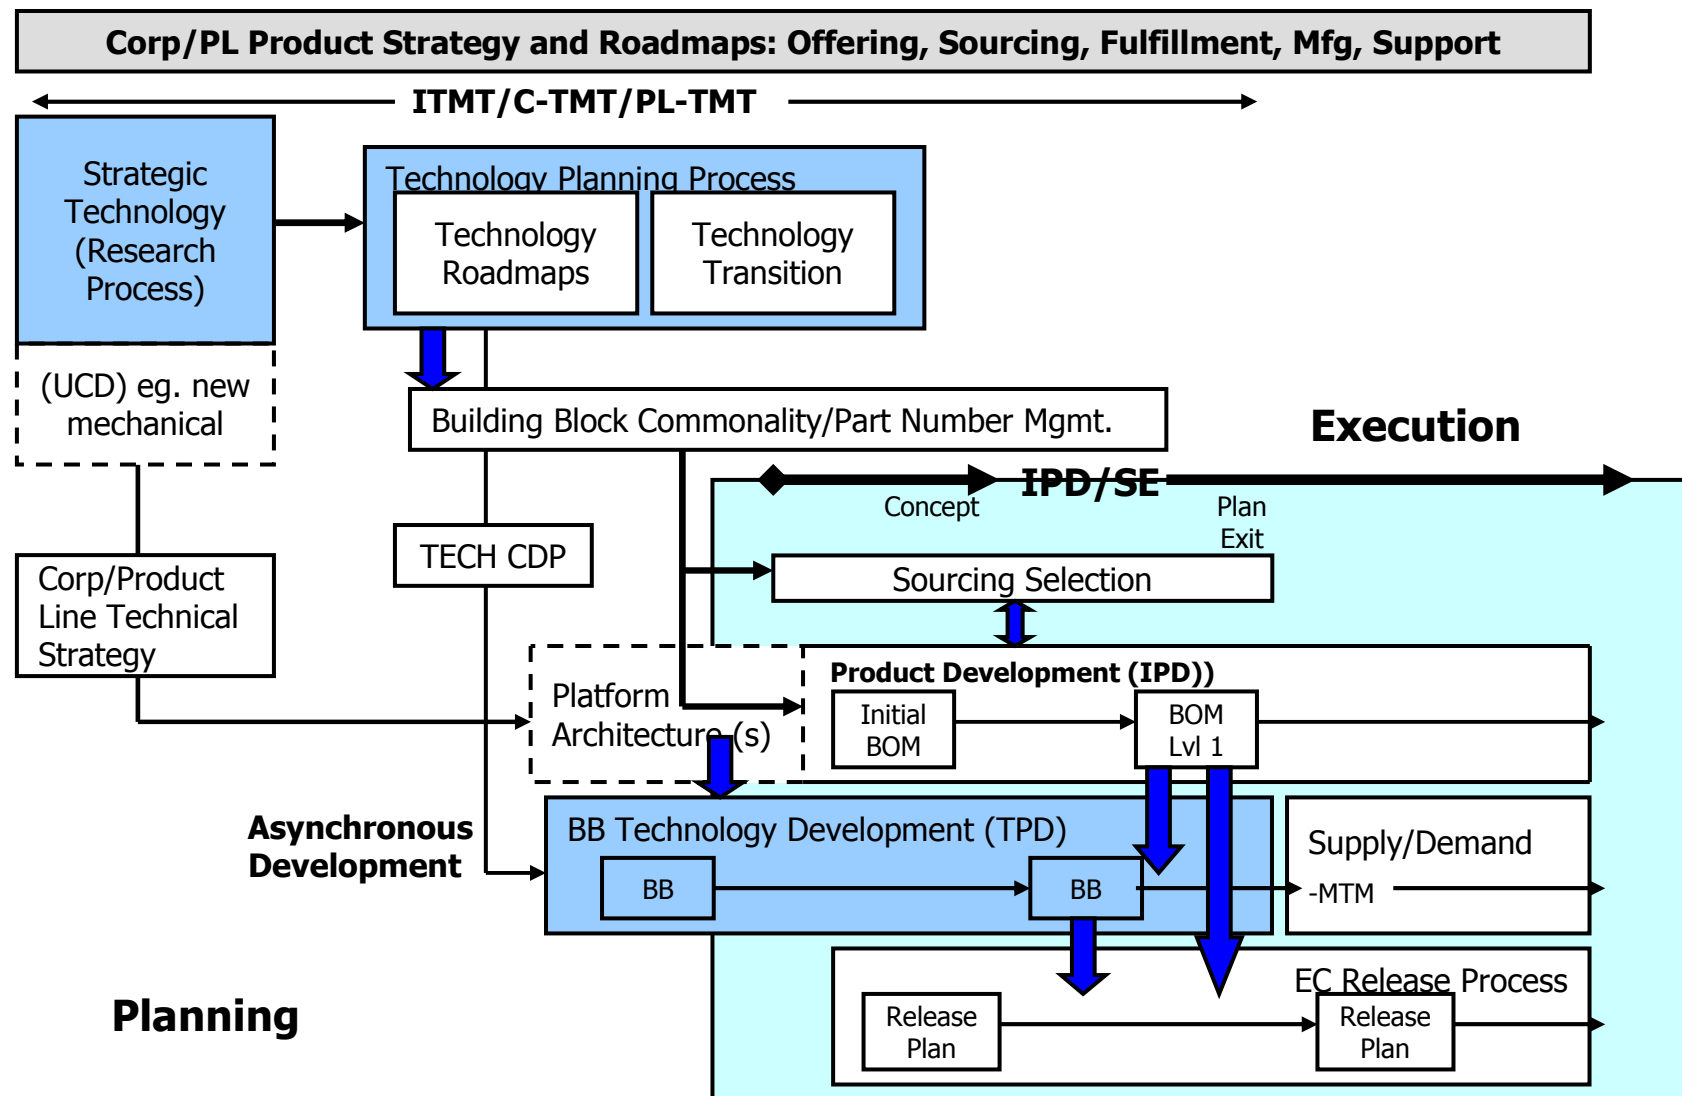 Corp/PL Product Strategy and Roadmaps: Offering, Sourcing, Fulfillment, Mfg, Support
ITMT/C-TMT/PL-TMT
Strategic
Technology
(Research
Process)
Technology Planning Process
Technology
Roadmaps
Technology
Transition
(UCD) eg. new
mechanical
Building Block Commonality/Part Number Mgmt.
Execution
IPD/SE
Concept
Plan
Exit
TECH CDP
Sourcing Selection
Corp/Product
Line Technical
Strategy
Platform
Architecture (s)
Product Development (IPD))
Initial
BOM
BOM
Lvl 1
Asynchronous
Development
BB Technology Development (TPD)
BB
BB
Supply/Demand
-MTM
EC Release Process
Release
Plan
Release
Plan
Planning